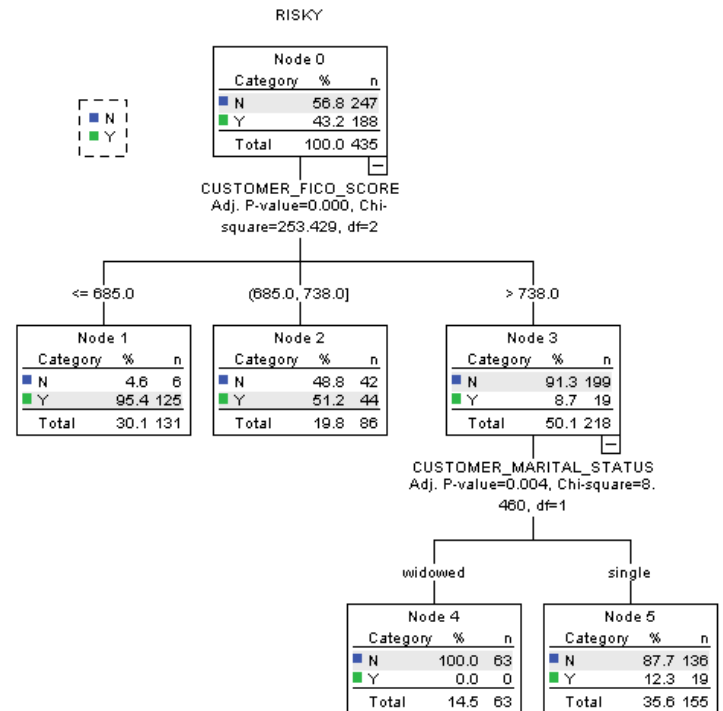 RISKY
Node 0
Category % n
N 56.8 247
Y 43.2 188
Total 100.0 435
N
Y
CUSTOMER_FICO_SCORE
Adj. P-value=0.000, Chi-
square=253.429, df=2
<= 685.0
(685.0, 738.0]
> 738.0
Node 1
Category % n
N 4.6 6
Y 95.4 125
Total 30.1 131
Node 2
Category % n
N 48.8 42
Y 51.2 44
Total 19.8 86
Node 3
Category % n
N 91.3 199
Y 8.7 19
Total 50.1 218
CUSTOMER_MARITAL_STATUS
Adj. P-value=0.004, Chi-square=8.
460, df=1
widowed
single
Node 4
Category % n
N 100.0 63
Y 0.0 0
Total 14.5 63
Node 5
Category % n
N 87.7 136
Y 12.3 19
Total 35.6 155